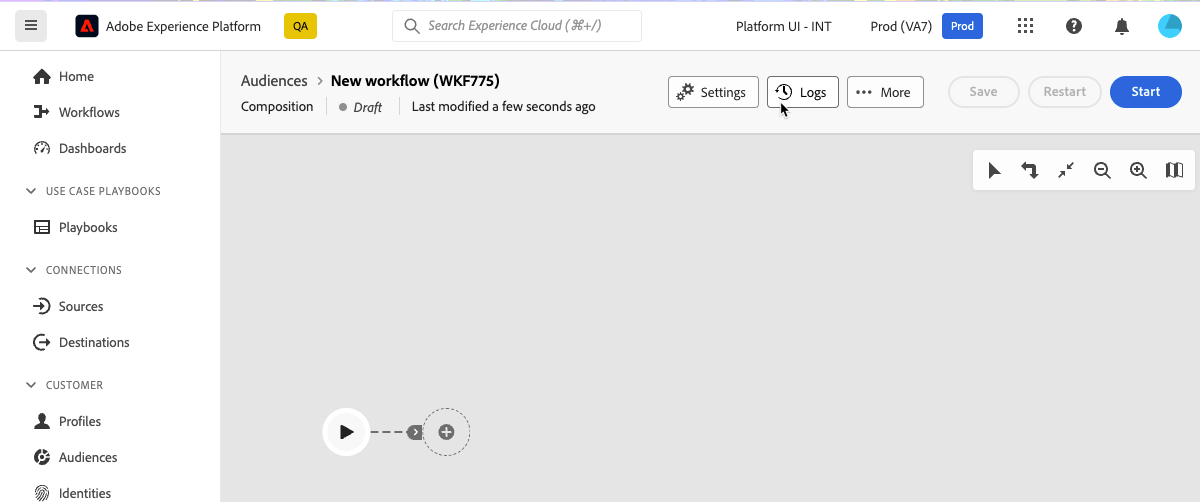 Adobe Experience Platform QA Search Experience Cloud (⌘+/) Platform UI - INT Prod (VA7) Prod
Home
Workflows
Dashboards
USE CASE PLAYBOOKS
Playbooks
CONNECTIONS
Sources
Destinations
CUSTOMER
Profiles
Audiences
Identities
Audiences > New workflow (WKF775)
Composition Draft Last modified a few seconds ago
Settings Logs More Save Restart Start